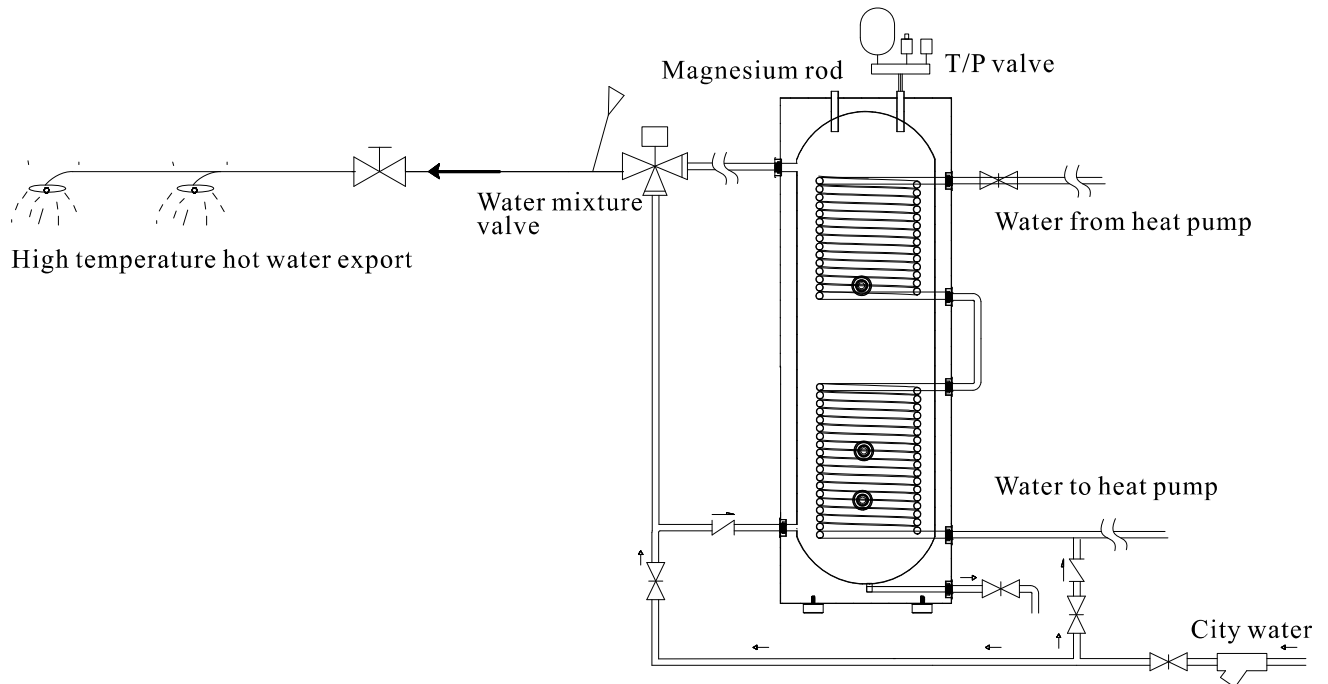 T/P valve
Magnesium rod
Water mixture
valve
Water from heat pump
High temperature hot water export
Water to heat pump
City water